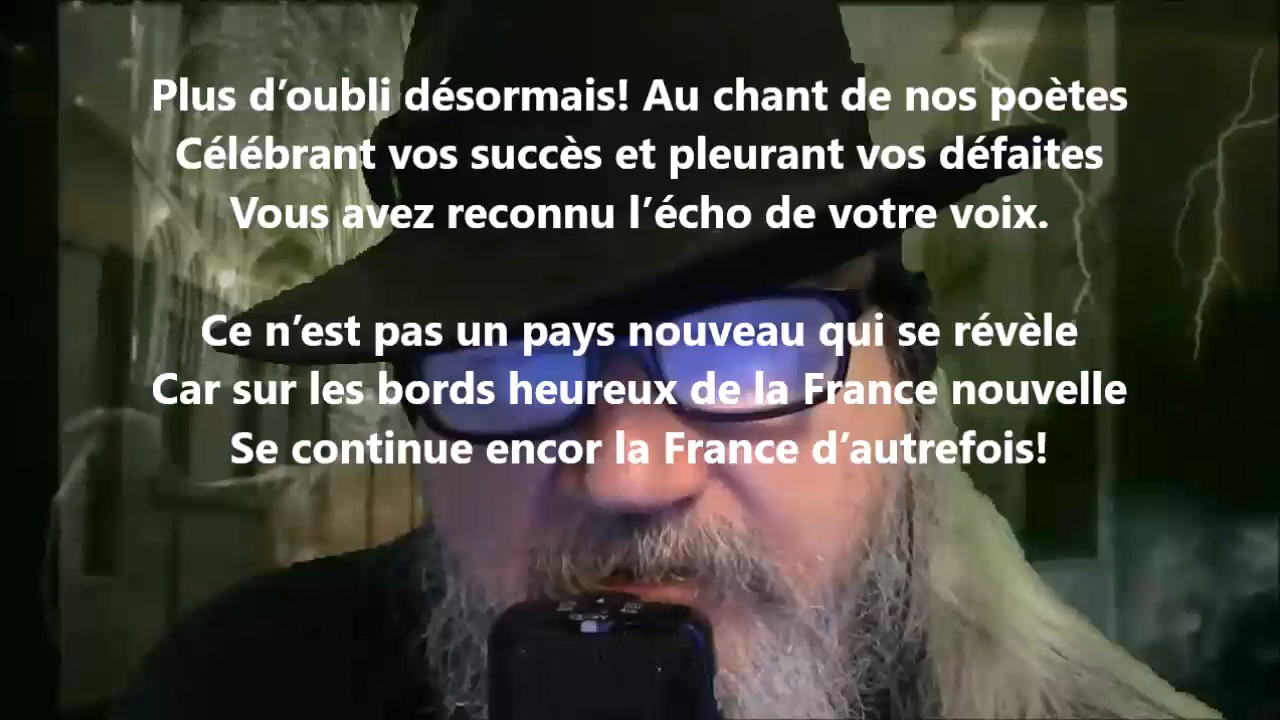 Plus d’oubli désormais! Au chant de nos poètes
Célébrant vos succès et pleurant vos défaites
Vous avez reconnu l’écho de votre voix.
Ce n’est pas un pays nouveau qui se révèle
Car sur les bords heureux de la France nouvelle
Se continue encor la France d’autrefois!